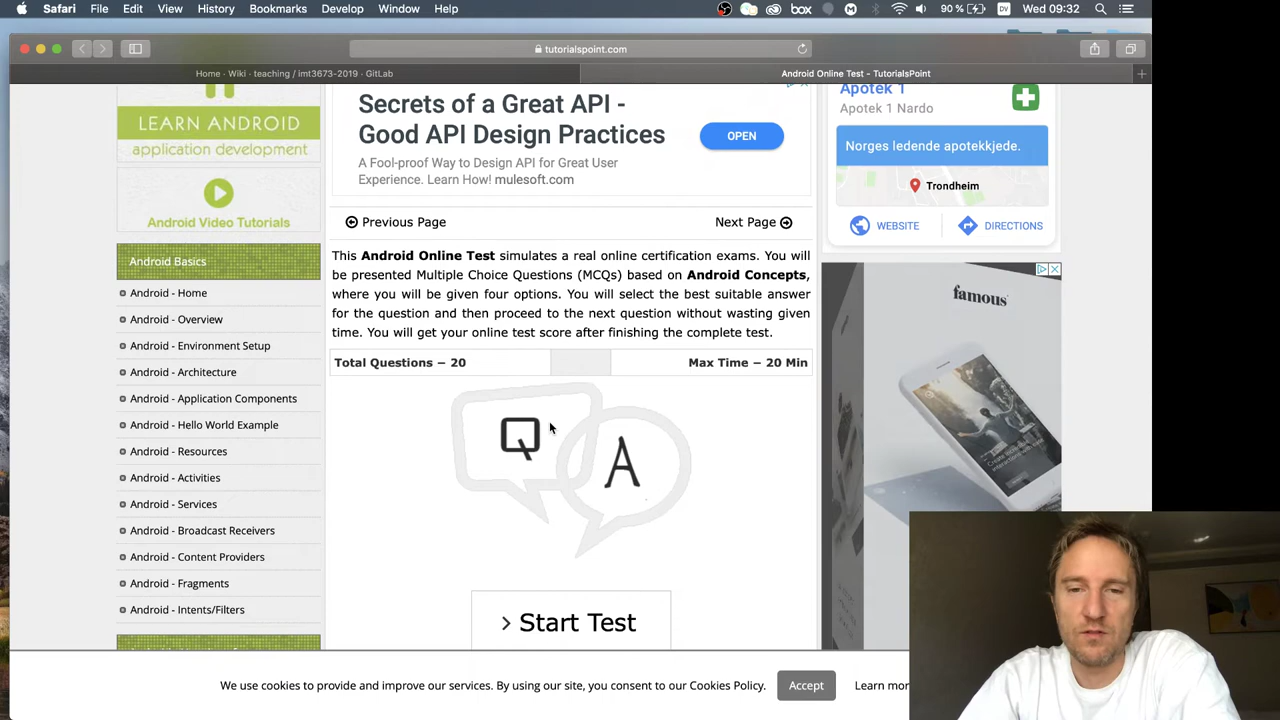 Safari File Edit View History Bookmarks Develop Window Help
box 90 % DV Wed 09:32
tutorialspoint.com
Home · Wiki · teaching / imt3673-2019 · GitLab
Android Online Test - TutorialsPoint
LEARN ANDROID
application development
Android Video Tutorials
Android Basics
Android - Home
Android - Overview
Android - Environment Setup
Android - Architecture
Android - Application Components
Android - Hello World Example
Android - Resources
Android - Activities
Android - Services
Android - Broadcast Receivers
Android - Content Providers
Android - Fragments
Android - Intents/Filters
Secrets of a Great API -
Good API Design Practices
OPEN
A Fool-proof Way to Design API for Great User
Experience. Learn How! mulesoft.com
Previous Page
Next Page
This Android Online Test simulates a real online certification exams. You will
be presented Multiple Choice Questions (MCQs) based on Android Concepts,
where you will be given four options. You will select the best suitable answer
for the question and then proceed to the next question without wasting given
time. You will get your online test score after finishing the complete test.
Total Questions − 20
Max Time − 20 Min
Q
A
> Start Test
Apotek 1
Apotek 1 Nardo
Norges ledende apotekkjede.
Trondheim
WEBSITE
DIRECTIONS
famous
We use cookies to provide and improve our services. By using our site, you consent to our Cookies Policy.
Accept
Learn mor